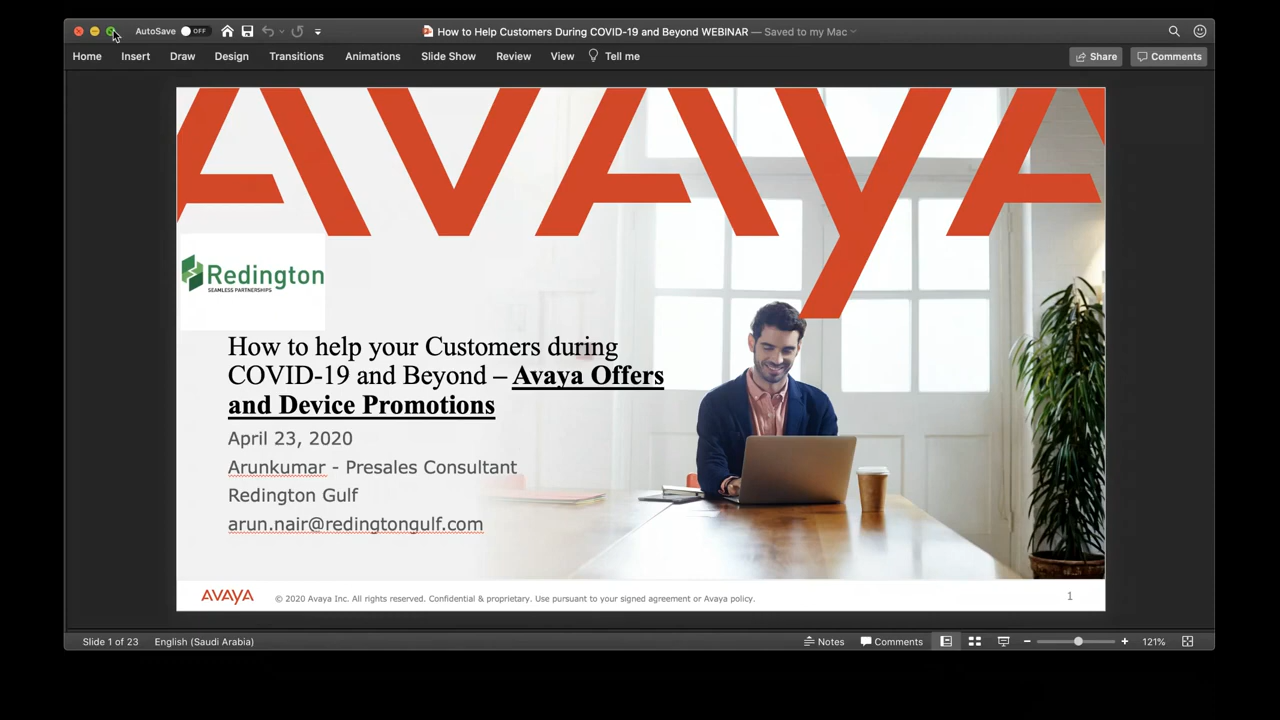 AutoSave OFF
How to Help Customers During COVID-19 and Beyond WEBINAR — Saved to my Mac
Home Insert Draw Design Transitions Animations Slide Show Review View Tell me Share Comments
AVAYA
Redington
SEAMLESS PARTNERSHIPS
How to help your Customers during
COVID-19 and Beyond – Avaya Offers
and Device Promotions
April 23, 2020
Arunkumar - Presales Consultant
Redington Gulf
arun.nair@redingtongulf.com
AVAYA © 2020 Avaya Inc. All rights reserved. Confidential & proprietary. Use pursuant to your signed agreement or Avaya policy. 1
Slide 1 of 23 English (Saudi Arabia) Notes Comments 121%